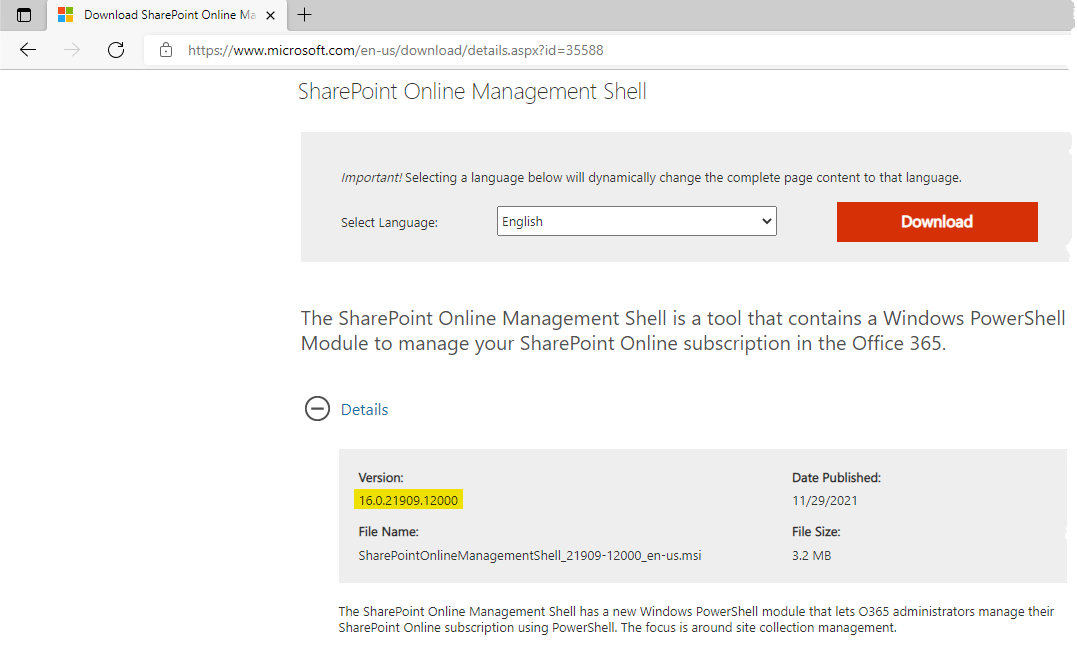 Download SharePoint Online Ma
https://www.microsoft.com/en-us/download/details.aspx?id=35588
SharePoint Online Management Shell
Important! Selecting a language below will dynamically change the complete page content to that language.
Select Language:
English
Download
The SharePoint Online Management Shell is a tool that contains a Windows PowerShell
Module to manage your SharePoint Online subscription in the Office 365.
Details
Version:
16.0.21909.12000
Date Published:
11/29/2021
File Name:
SharePointOnlineManagementShell_21909-12000_en-us.msi
File Size:
3.2 MB
The SharePoint Online Management Shell has a new Windows PowerShell module that lets O365 administrators manage their
SharePoint Online subscription using PowerShell. The focus is around site collection management.